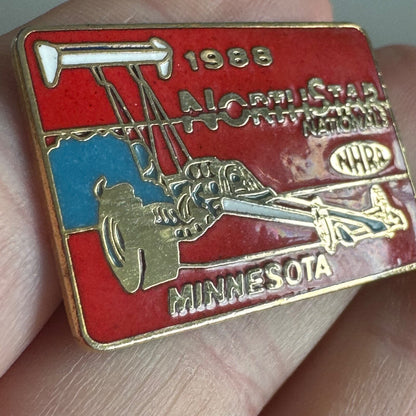 1988
NORTHSTAR
NATIONALS
NHRA
MINNESOTA